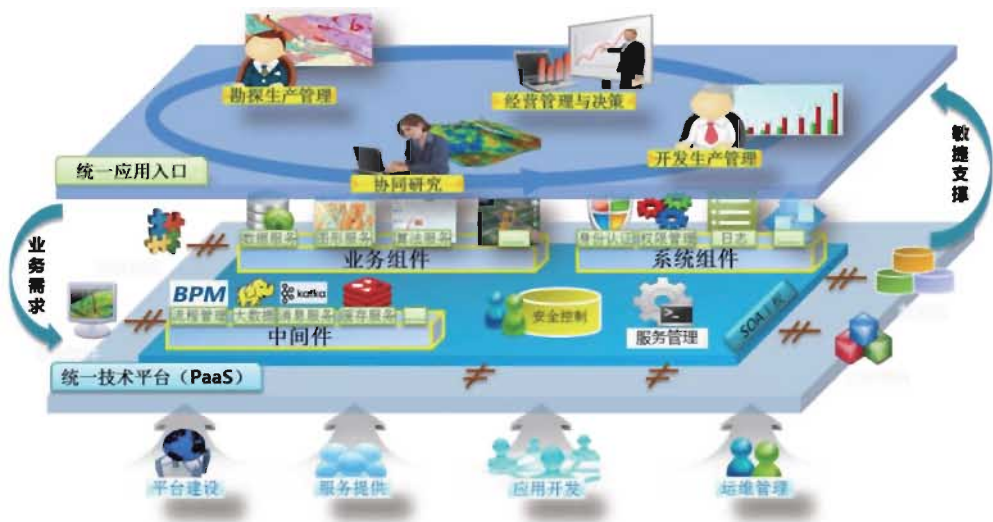 勘探生产管理
经营管理与决策
开发生产管理
协同研究
统一应用入口
敏捷支撑
业务需求
数据服务 图形服务 算法服务
业务组件
身份认证 权限管理 日志
系统组件
BPM kafka
流程管理 大数据 消息服务 缓存服务
中间件
安全控制
服务管理
统一技术平台（PaaS）
平台建设
服务提供
应用开发
运维管理